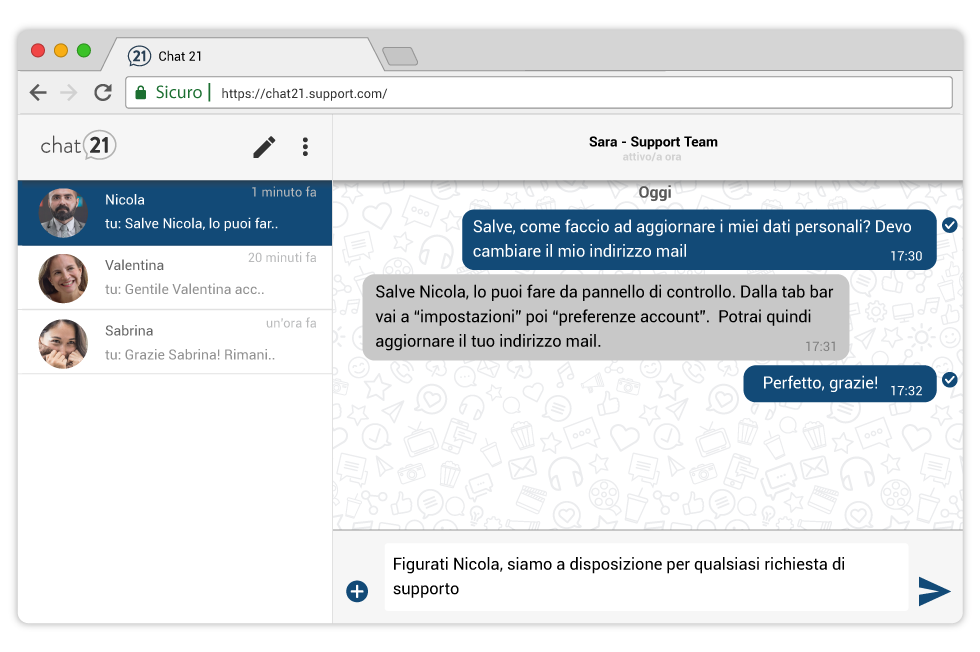 21 Chat 21
Sicuro | https://chat21.support.com/
chat 21
Sara - Support Team
attivo/a ora
Nicola
1 minuto fa
tu: Salve Nicola, lo puoi far..
Valentina
20 minuti fa
tu: Gentile Valentina acc..
Sabrina
un'ora fa
tu: Grazie Sabrina! Rimani..
Oggi
Salve, come faccio ad aggiornare i miei dati personali? Devo
cambiare il mio indirizzo mail
17:30
Salve Nicola, lo puoi fare da pannello di controllo. Dalla tab bar
vai a “impostazioni” poi “preferenze account”.  Potrai quindi
aggiornare il tuo indirizzo mail.
17:31
Perfetto, grazie!
17:32
Figurati Nicola, siamo a disposizione per qualsiasi richiesta di
supporto